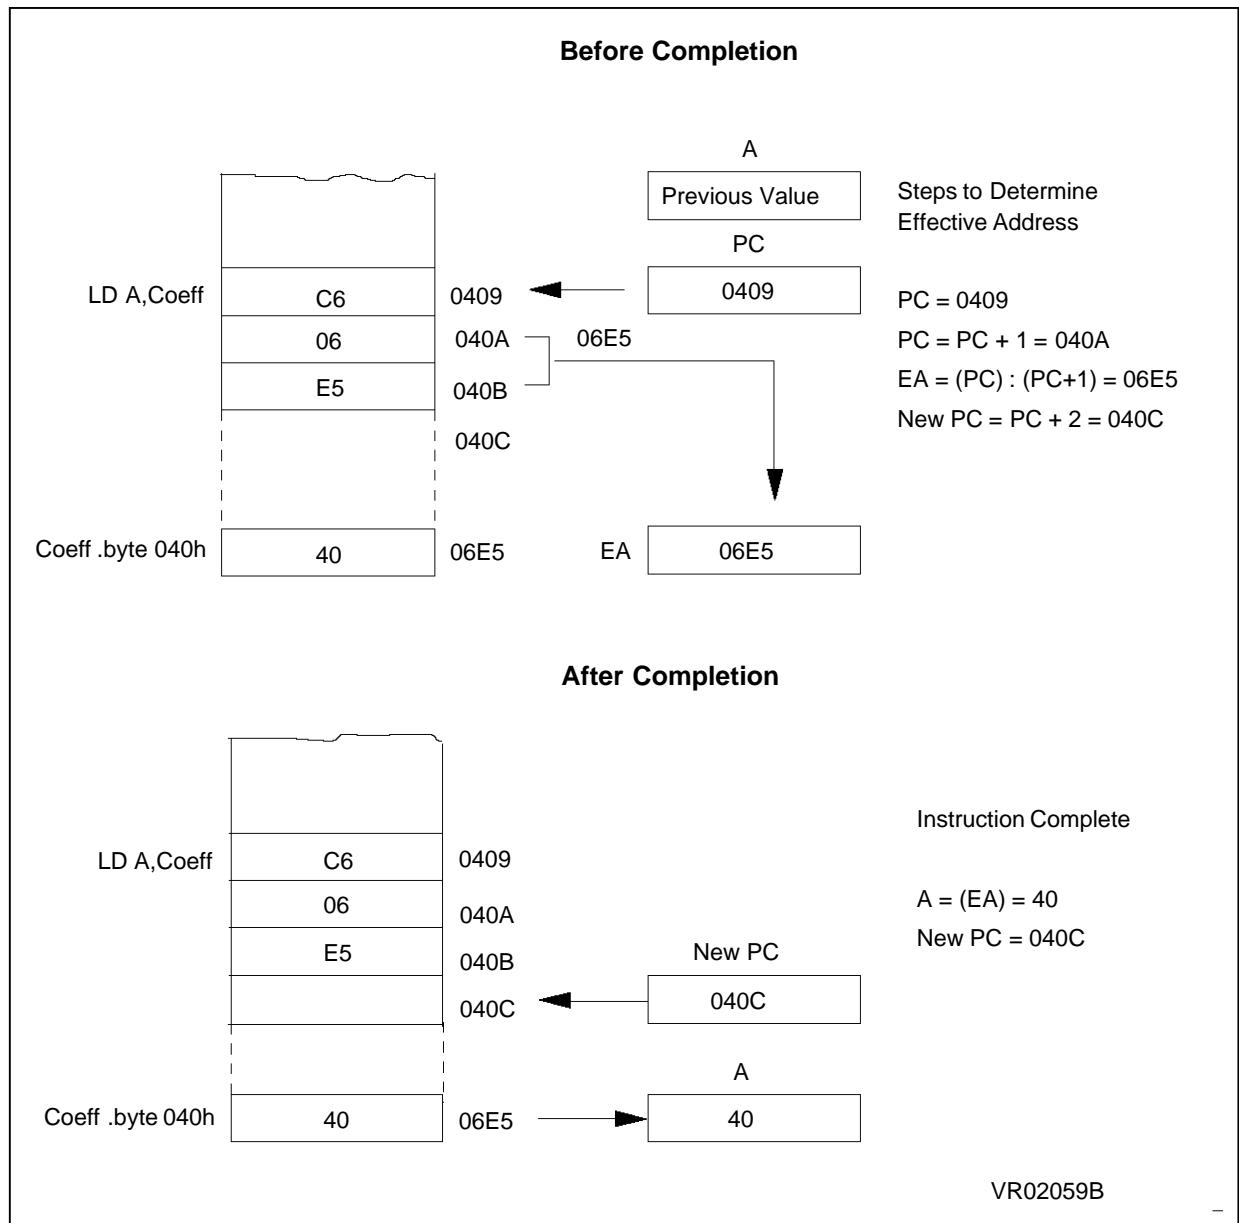 Before Completion
A
Previous Value
Steps to Determine
Effective Address
PC
LD A,Coeff
C6
0409
0409
PC = 0409
06
040A
06E5
PC = PC + 1 = 040A
E5
040B
EA = (PC) : (PC+1) = 06E5
040C
New PC = PC + 2 = 040C
Coeff .byte 040h
40
06E5
EA
06E5
After Completion
Instruction Complete
LD A,Coeff
C6
0409
06
040A
A = (EA) = 40
E5
040B
New PC
New PC = 040C
040C
040C
A
Coeff .byte 040h
40
06E5
40
VR02059B